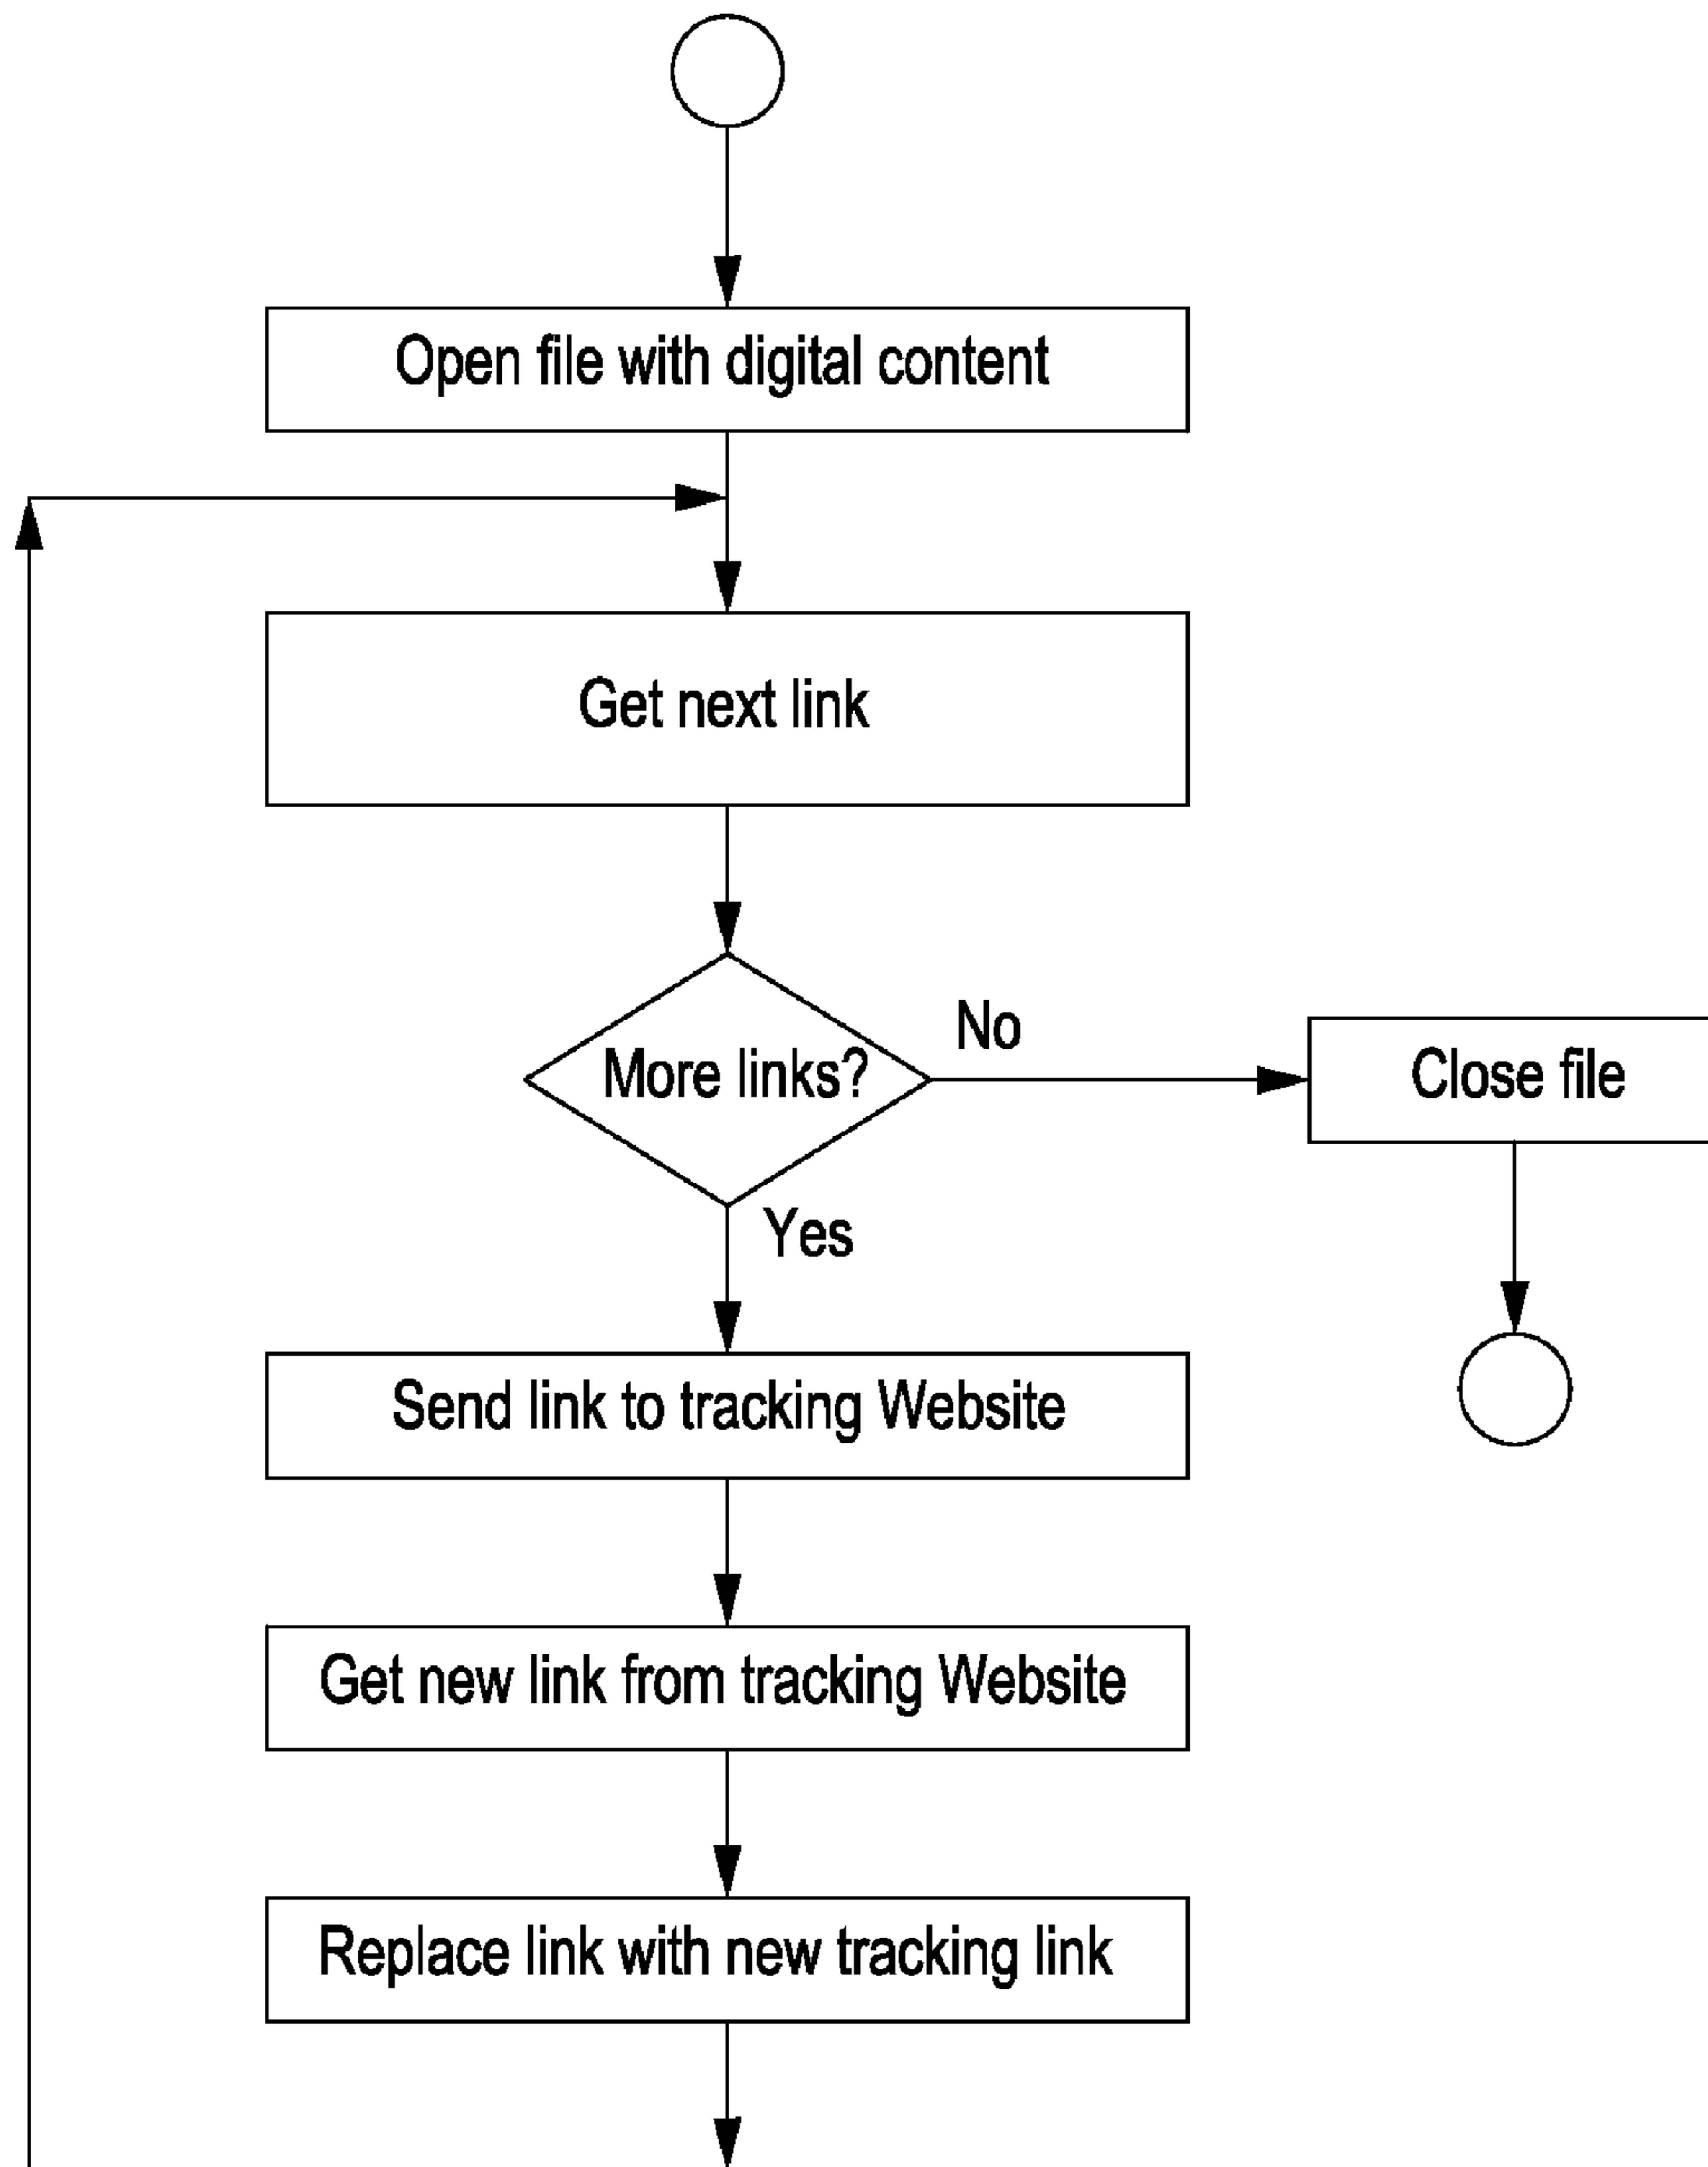 Open file with digital content
Get next link
More links?
No
Close file
Yes
Send link to tracking Website
Get new link from tracking Website
Replace link with new tracking link